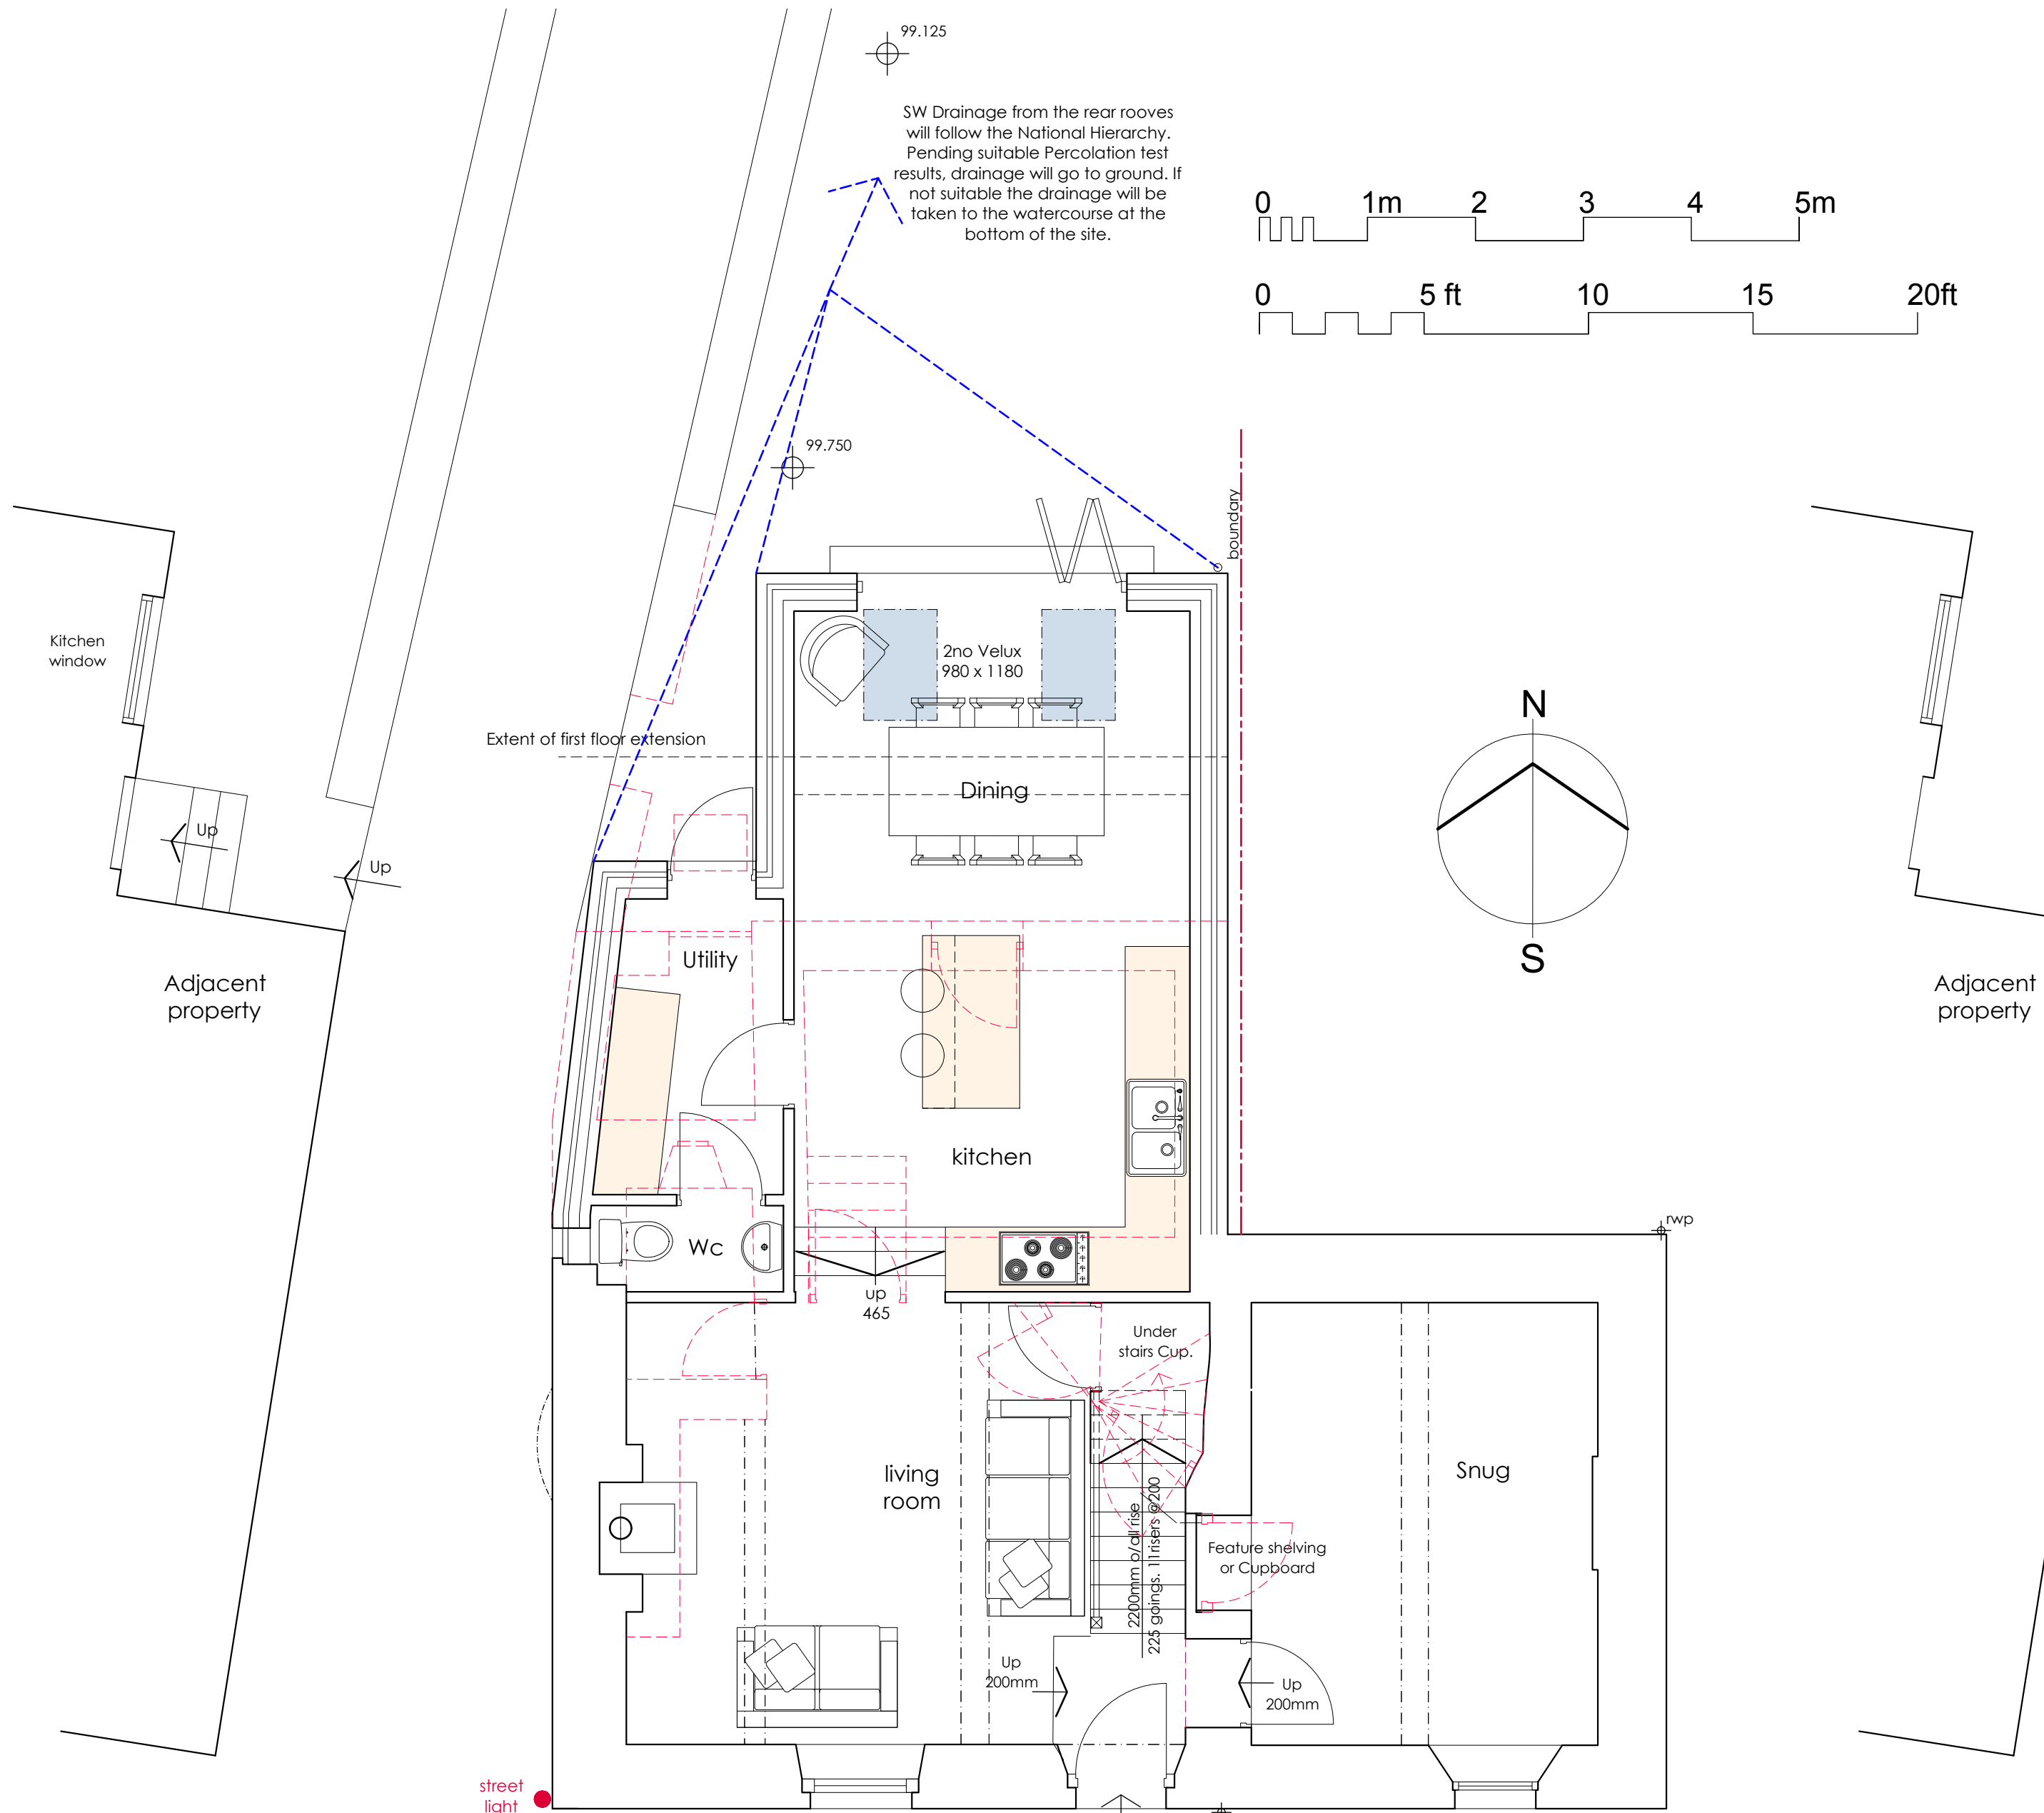 99.125
SW Drainage from the rear rooves
will follow the National Hierarchy.
Pending suitable Percolation test
results, drainage will go to ground. If
not suitable the drainage will be
taken to the watercourse at the
bottom of the site.
0 1m 2 3 4 5m
0 5 ft 10 15 20ft
99.750
boundary
Kitchen
window
2no Velux
980 x 1180
N
S
Extent of first floor extension
Dining
Up
Up
Utility
Adjacent
property
Adjacent
property
kitchen
Wc
rwp
up
465
Under
stairs Cup.
living
room
Snug
2200mm o/all rise
225 goings. 11risers @200
Feature shelving
or Cupboard
Up
200mm
Up
200mm
street
light